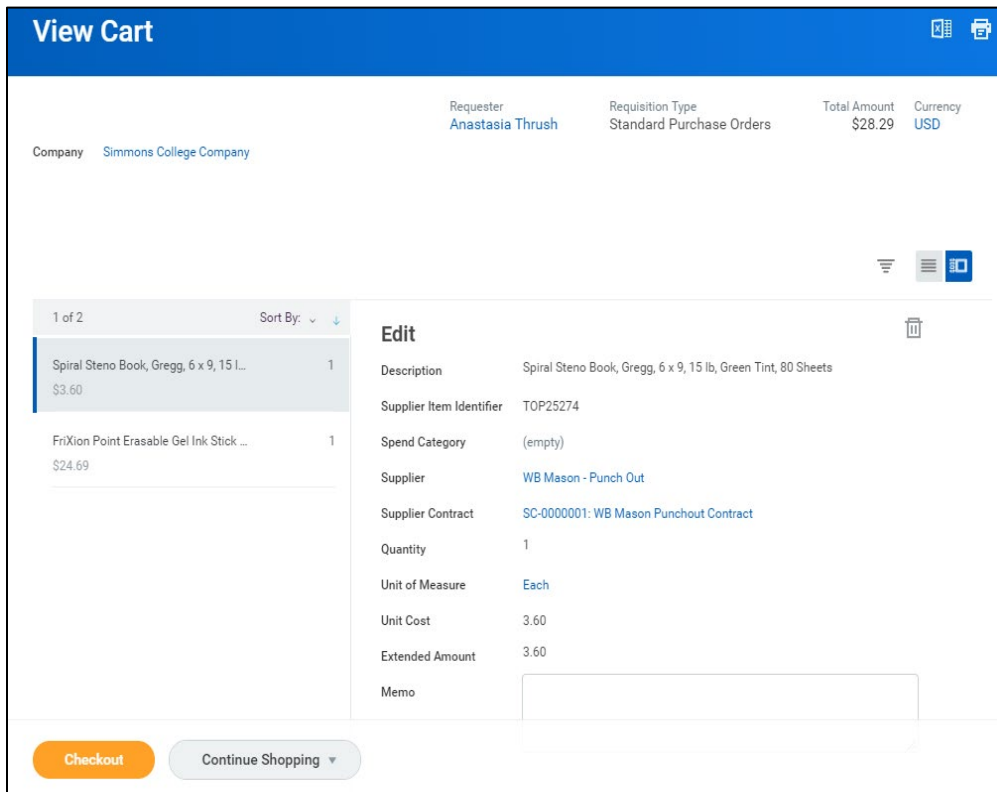 View Cart
Requester
Requisition Type
Total Amount
Currency
Anastasia Thrush
Standard Purchase Orders
$28.29
USD
Company Simmons College Company
1 of 2
Sort By:
Spiral Steno Book, Gregg, 6 x 9, 15 l...
1
$3.60
FriXion Point Erasable Gel Ink Stick ...
1
$24.69
Edit
Description Spiral Steno Book, Gregg, 6 x 9, 15 lb, Green Tint, 80 Sheets
Supplier Item Identifier TOP25274
Spend Category (empty)
Supplier WB Mason - Punch Out
Supplier Contract SC-0000001: WB Mason Punchout Contract
Quantity 1
Unit of Measure Each
Unit Cost 3.60
Extended Amount 3.60
Memo
Checkout
Continue Shopping